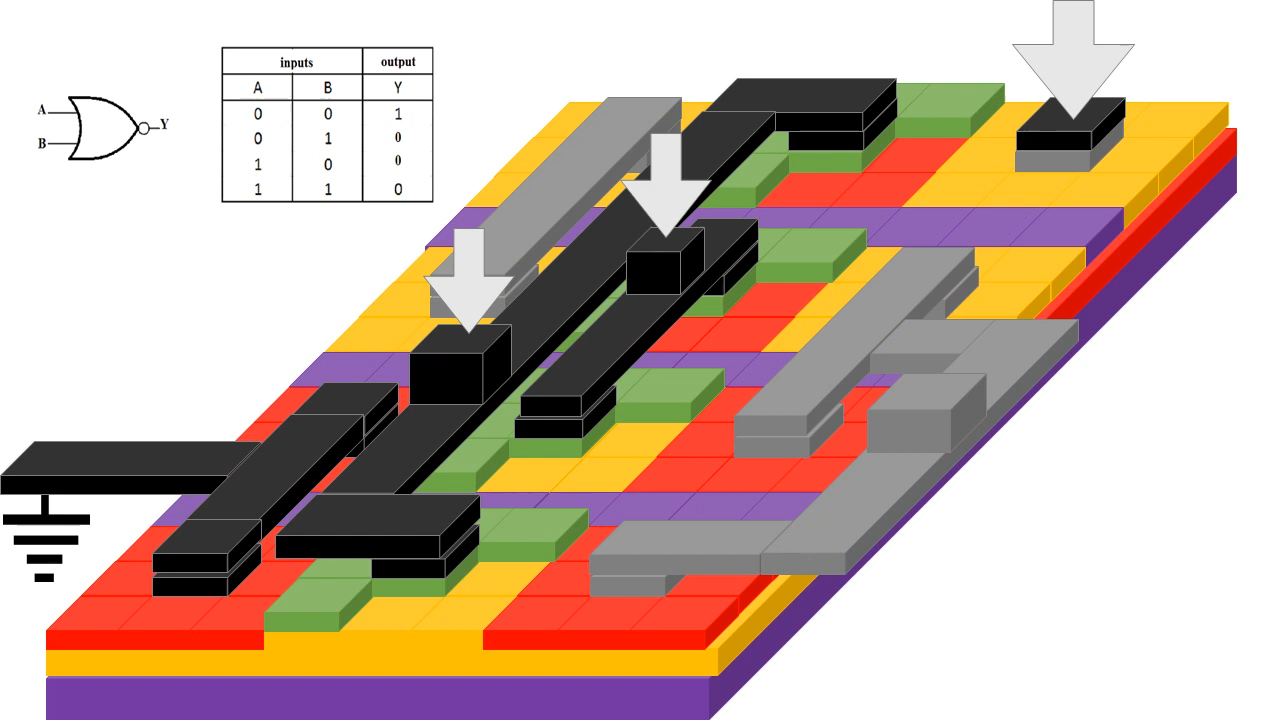 inputs output
A B Y
0 0 1
0 1 0
1 0 0
1 1 0
A
B
Y